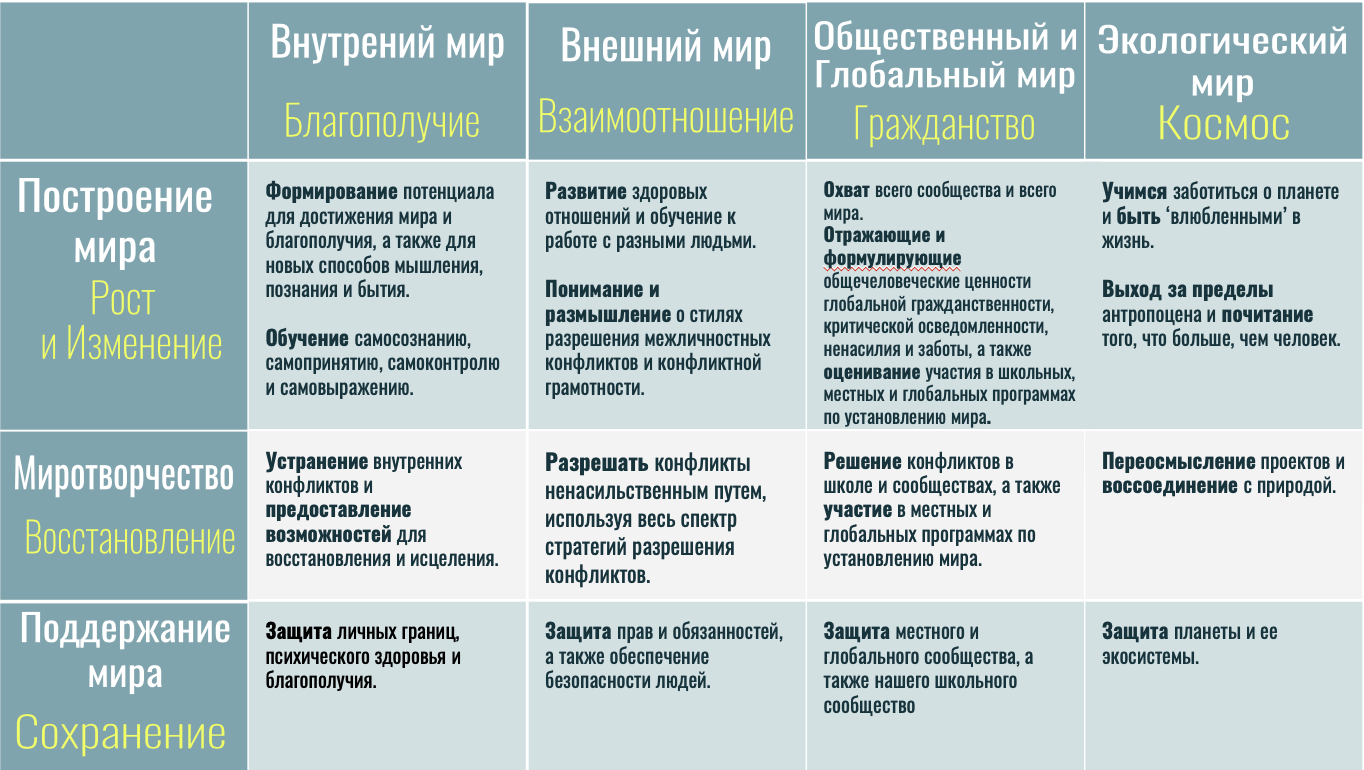 Внутрений мир
Благополучие
Внешний мир
Взаимоотношение
Общественный и
Глобальный мир
Гражданство
Экологический
мир
Космос
Построение
мира
Рост
и Изменение
Формирование потенциала
для достижения мира и
благополучия, а также для
новых способов мышления,
познания и бытия.
Обучение самосознанию,
самопринятию, самоконтролю
и самовыражению.
Развитие здоровых
отношений и обучение к
работе с разными людьми.
Понимание и
размышление о стилях
разрешения межличностных
конфликтов и конфликтной
грамотности.
Охват всего сообщества и всего
мира.
Отражающие и
формулирующие
общечеловеческие ценности
глобальной гражданственности,
критической осведомленности,
ненасилия и заботы, а также
оценивание участия в школьных,
местных и глобальных программах
по установлению мира.
Учимся заботиться о планете
и быть ‘влюбленными’ в
жизнь.
Выход за пределы
антропоцена и почитание
того, что больше, чем человек.
Миротворчество
Восстановление
Устранение внутренних
конфликтов и
предоставление
возможностей для
восстановления и исцеления.
Разрешать конфликты
ненасильственным путем,
используя весь спектр
стратегий разрешения
конфликтов.
Решение конфликтов в
школе и сообществах, а также
участие в местных и
глобальных программах по
установлению мира.
Переосмысление проектов и
воссоединение с природой.
Поддержание
мира
Сохранение
Защита личных границ,
психического здоровья и
благополучия.
Защита прав и обязанностей,
а также обеспечение
безопасности людей.
Защита местного и
глобального сообщества, а
также нашего школьного
сообщество
Защита планеты и ее
экосистемы.